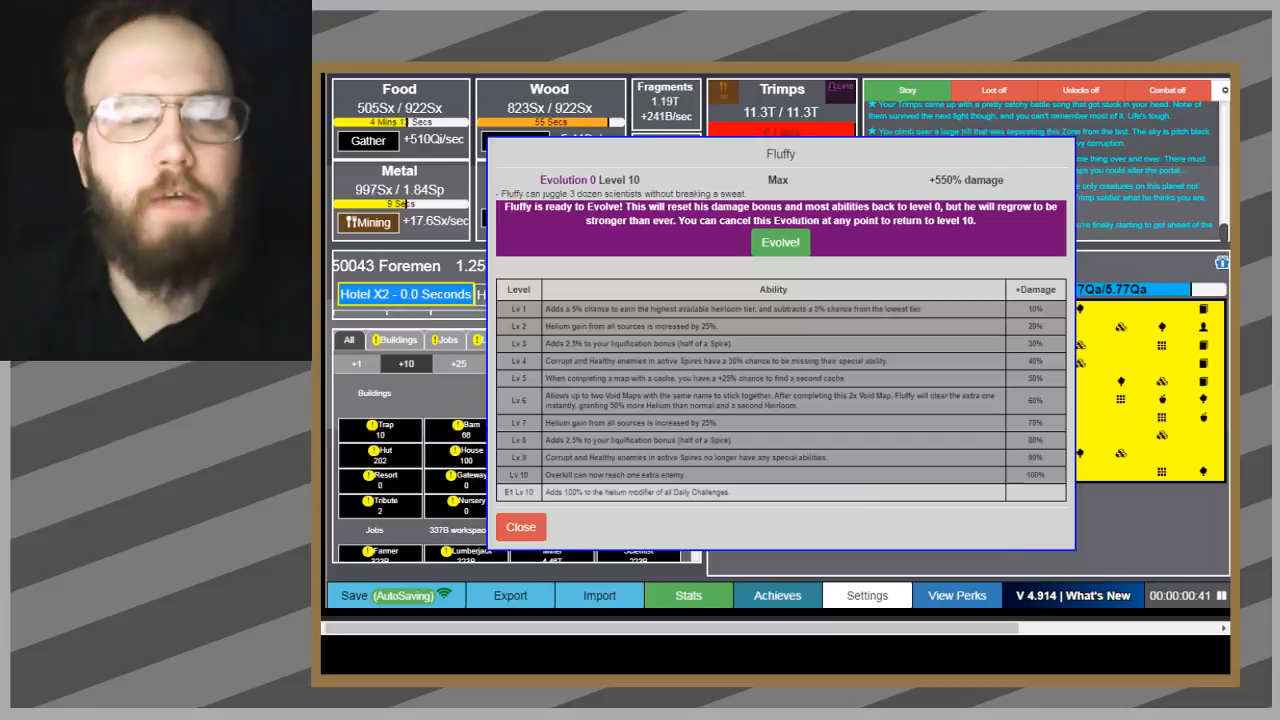 Food
505Sx / 922Sx
+510Qi/sec
Gather
Wood
823Sx / 922Sx
55 Secs
Fragments
1.19T
+241B/sec
Trimps
11.3T / 11.3T
Story
Loot off
Unlocks off
Combat off
★ Your Trimps came up with a pretty catchy battle song that got stuck in your head. None of
them survived the next fight though, and you can't remember most of it. Life's tough.
★ You climb over a large hill that was separating this Zone from the last. The sky is pitch black
Metal
997Sx / 1.84Sp
9 Secs
Mining
+17.6Sx/sec
50043 Foremen
1.25
Hotel X2 - 0.0 Seconds
7Qa/5.77Qa
Fluffy
Evolution 0 Level 10
Max
+550% damage
- Fluffy can juggle 3 dozen scientists without breaking a sweat.
Fluffy is ready to Evolve! This will reset his damage bonus and most abilities back to level 0, but he will regrow to be
stronger than ever. You can cancel this Evolution at any point to return to level 10.
Evolve!
Level Ability +Damage
Lv 1 Adds a 5% chance to earn the highest available heirloom tier, and subtracts a 5% chance from the lowest tier. 10%
Lv 2 Helium gain from all sources is increased by 25%. 20%
Lv 3 Adds 2.5% to your liquification bonus (half of a Spire). 30%
Lv 4 Corrupt and Healthy enemies in active Spires have a 50% chance to be missing their special ability. 40%
Lv 5 When completing a map with a cache, you have a +25% chance to find a second cache. 50%
Lv 6 Allows up to two Void Maps with the same name to stick together. After completing this 2x Void Map, Fluffy will clear the extra one
instantly, granting 50% more Helium than normal and a second Heirloom. 60%
Lv 7 Helium gain from all sources is increased by 25%. 70%
Lv 8 Adds 2.5% to your liquification bonus (half of a Spire). 80%
Lv 9 Corrupt and Healthy enemies in active Spires no longer have any special abilities. 90%
Lv 10 Overkill can now reach one extra enemy. 100%
E1 Lv 10 Adds 100% to the helium modifier of all Daily Challenges.
Close
All
Buildings
Jobs
+1
+10
+25
Buildings
Trap
10
Barn
66
Hut
202
House
100
Resort
0
Gateway
0
Tribute
2
Nursery
0
Jobs
337B workspac
Farmer
Lumberjack
Miner
Scientist
Save (AutoSaving)
Export
Import
Stats
Achieves
Settings
View Perks
V 4.914 | What's New
00:00:00:41